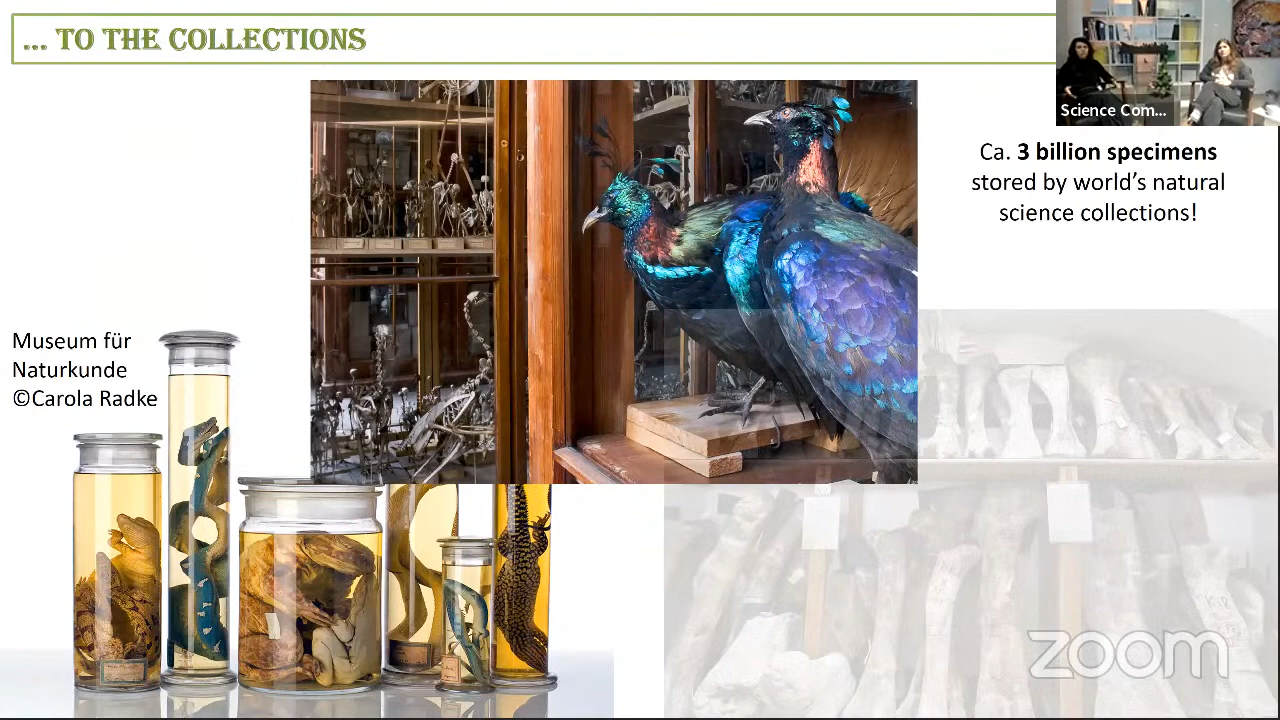 ... TO THE COLLECTIONS
Science Com...
Ca. 3 billion specimens
stored by world's natural
science collections!
Museum für
Naturkunde
©Carola Radke
zoom